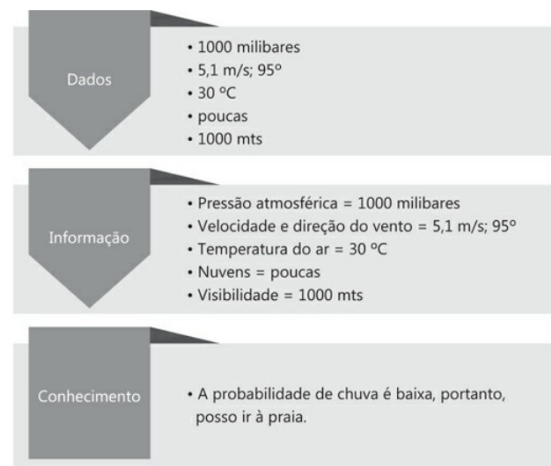 Dados
• 1000 milibares
• 5,1 m/s; 95º
• 30 ºC
• poucas
• 1000 mts
Informação
• Pressão atmosférica = 1000 milibares
• Velocidade e direção do vento = 5,1 m/s; 95º
• Temperatura do ar = 30 ºC
• Nuvens = poucas
• Visibilidade = 1000 mts
Conhecimento
• A probabilidade de chuva é baixa, portanto,
posso ir à praia.